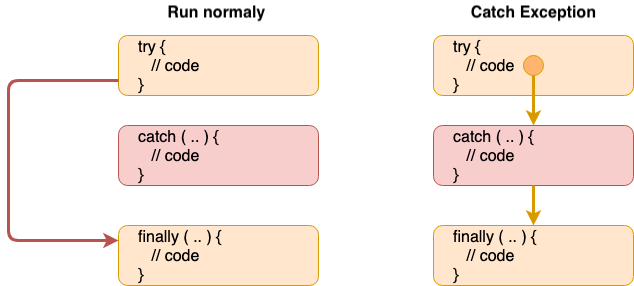 Run normaly
try {
// code
}
catch ( .. ) {
// code
}
finally ( .. ) {
// code
}
Catch Exception
try {
// code
}
catch ( .. ) {
// code
}
finally ( .. ) {
// code
}